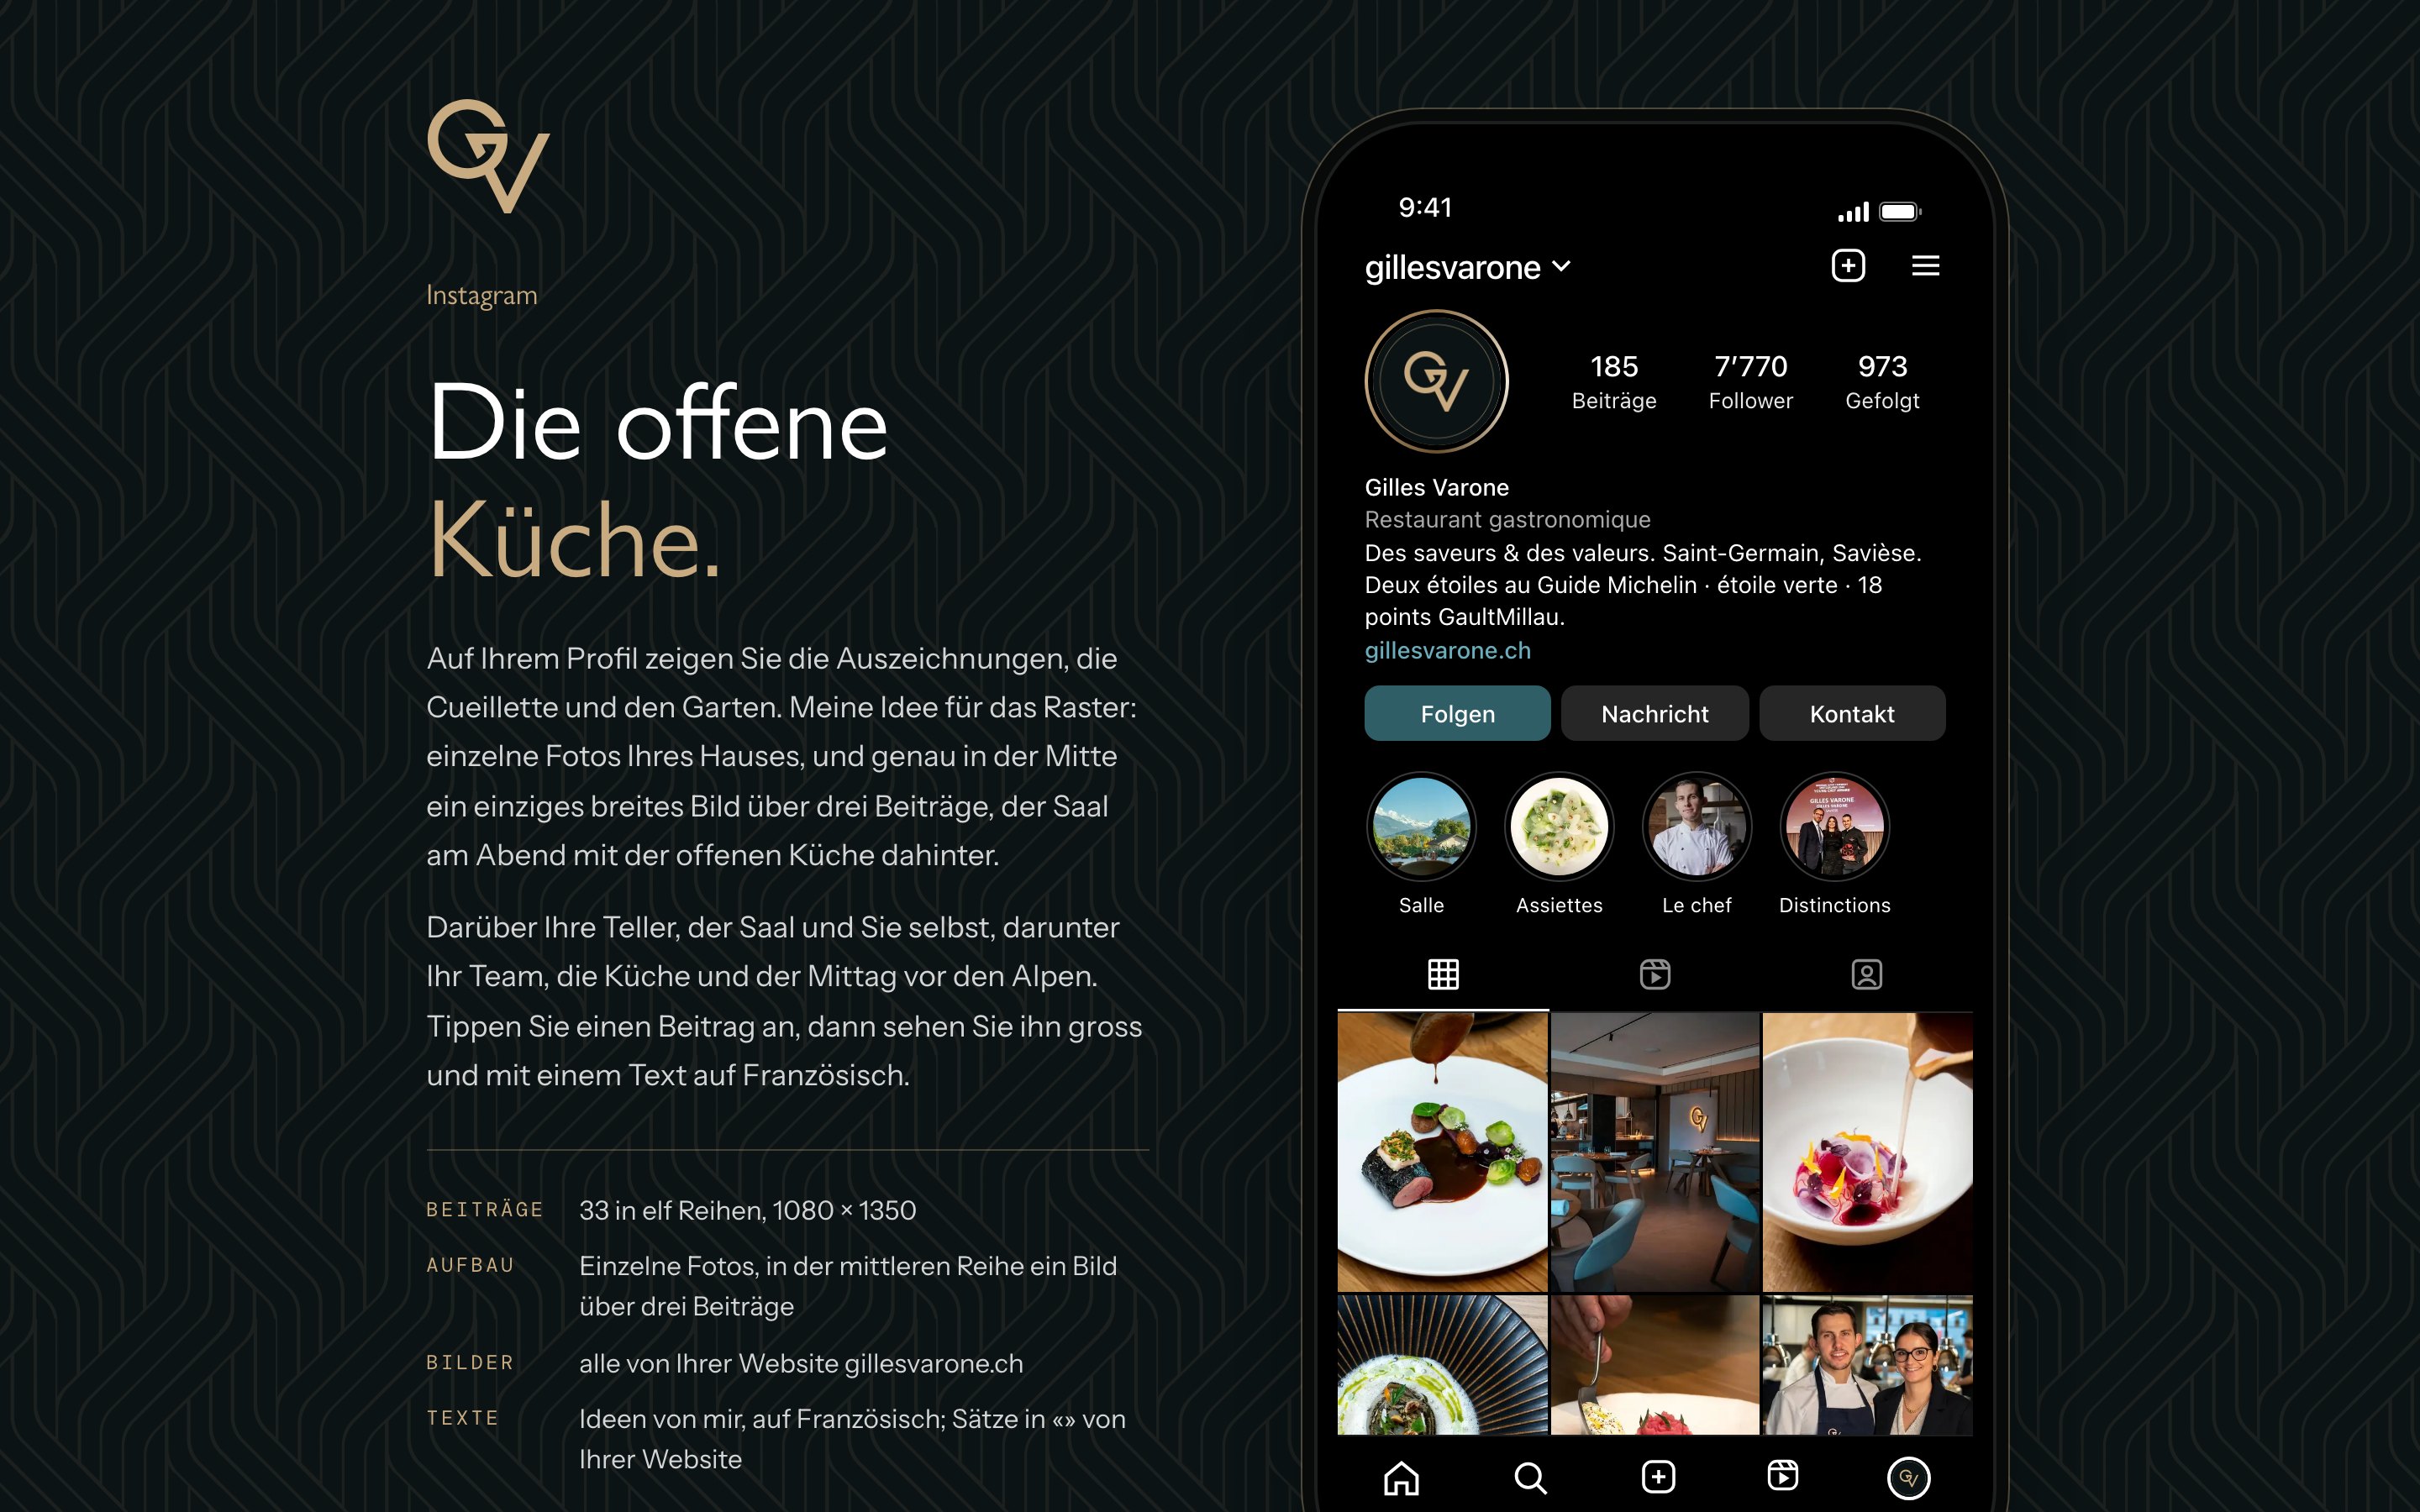 GV
Instagram
Die offene
Küche.
Auf Ihrem Profil zeigen Sie die Auszeichnungen, die
Cueillette und den Garten. Meine Idee für das Raster:
einzelne Fotos Ihres Hauses, und genau in der Mitte
ein einziges breites Bild über drei Beiträge, der Saal
am Abend mit der offenen Küche dahinter.
Darüber Ihre Teller, der Saal und Sie selbst, darunter
Ihr Team, die Küche und der Mittag vor den Alpen.
Tippen Sie einen Beitrag an, dann sehen Sie ihn gross
und mit einem Text auf Französisch.
BEITRÄGE 33 in elf Reihen, 1080 × 1350
AUFBAU Einzelne Fotos, in der mittleren Reihe ein Bild
über drei Beiträge
BILDER alle von Ihrer Website gillesvarone.ch
TEXTE Ideen von mir, auf Französisch; Sätze in «» von
Ihrer Website
9:41
gillesvarone
GV
185 7’770 973
Beiträge Follower Gefolgt
Gilles Varone
Restaurant gastronomique
Des saveurs & des valeurs. Saint-Germain, Savièse.
Deux étoiles au Guide Michelin · étoile verte · 18
points GaultMillau.
gillesvarone.ch
Folgen Nachricht Kontakt
GILLES VARONE
Salle Assiettes Le chef Distinctions
GV
GV
GV